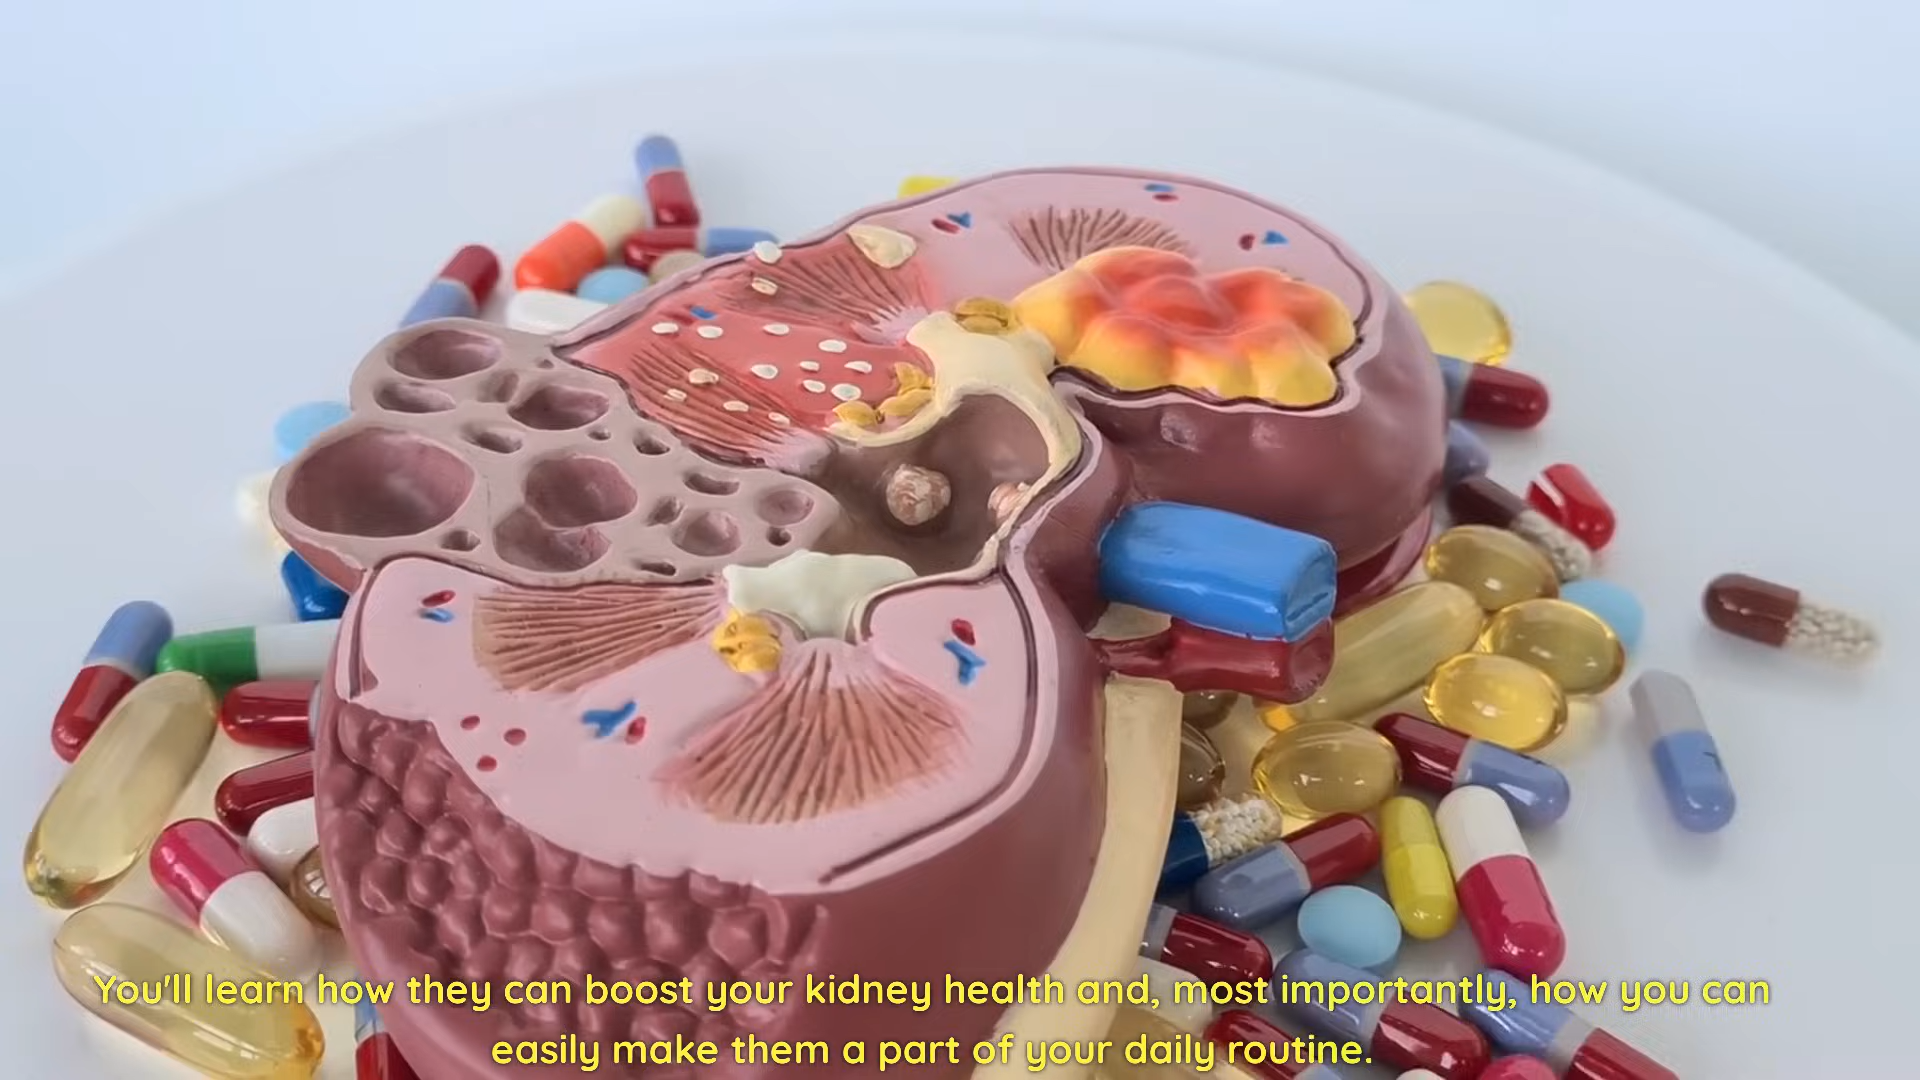 You'll learn how they can boost your kidney health and, most importantly, how you can
easily make them a part of your daily routine.